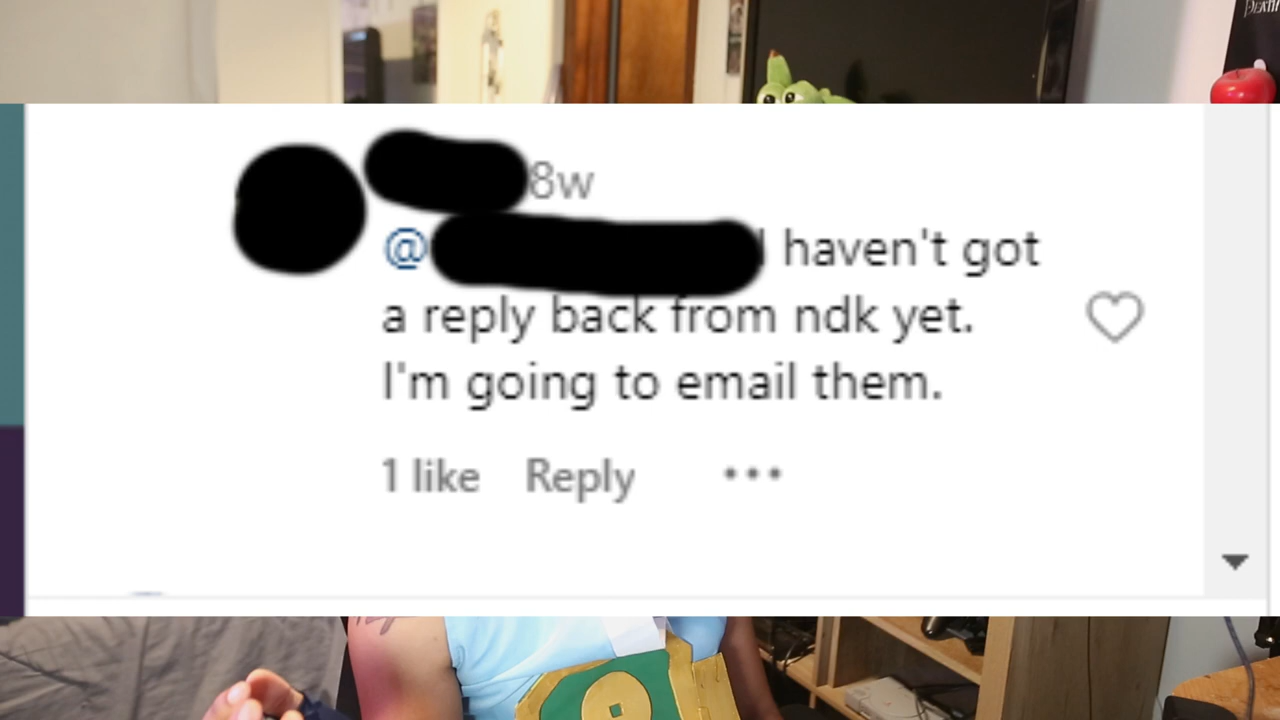 8w
@ I haven't got
a reply back from ndk yet.
I'm going to email them.
1 like Reply •••